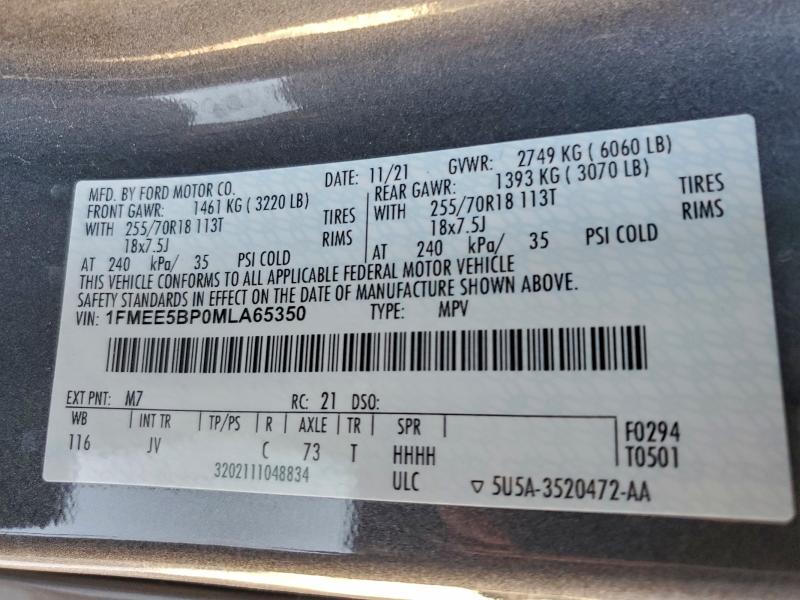 MFD. BY FORD MOTOR CO. DATE: 11/21 GVWR: 2749 KG ( 6060 LB)
FRONT GAWR: 1461 KG ( 3220 LB) REAR GAWR: 1393 KG ( 3070 LB)
WITH 255/70R18 113T TIRES WITH 255/70R18 113T TIRES
18x7.5J RIMS 18x7.5J RIMS
AT 240 kPa/ 35 PSI COLD AT 240 kPa/ 35 PSI COLD
THIS VEHICLE CONFORMS TO ALL APPLICABLE FEDERAL MOTOR VEHICLE
SAFETY STANDARDS IN EFFECT ON THE DATE OF MANUFACTURE SHOWN ABOVE.
VIN: 1FMEE5BP0MLA65350 TYPE: MPV
EXT PNT: M7 RC: 21 DSO:
WB INT TR TP/PS R AXLE TR SPR F0294
116 JV C 73 T HHHH T0501
3202111048834 ULC 5U5A-3520472-AA